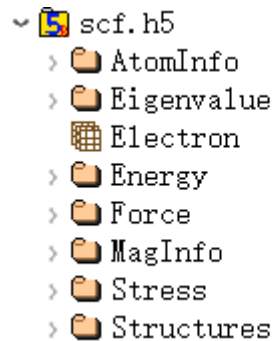 scf.h5
AtomInfo
Eigenvalue
Electron
Energy
Force
MagInfo
Stress
Structures